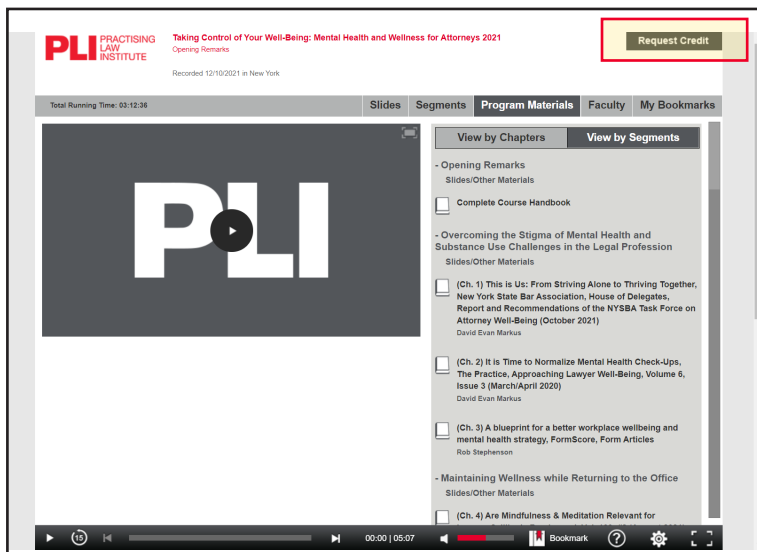 PLI PRACTISING
LAW
INSTITUTE
Taking Control of Your Well-Being: Mental Health and Wellness for Attorneys 2021
Opening Remarks
Recorded 12/10/2021 in New York
Request Credit
Total Running Time: 03:12:36
Slides Segments Program Materials Faculty My Bookmarks
PLI
View by Chapters View by Segments
- Opening Remarks
Slides/Other Materials
Complete Course Handbook
- Overcoming the Stigma of Mental Health and
Substance Use Challenges in the Legal Profession
Slides/Other Materials
(Ch. 1) This is Us: From Striving Alone to Thriving Together,
New York State Bar Association, House of Delegates,
Report and Recommendations of the NYSBA Task Force on
Attorney Well-Being (October
2021)
David Evan Markus
(Ch. 2) It is Time to Normalize Mental Health Check-Ups,
The Practice, Approaching Lawyer Well-Being, Volume 6,
Issue 3 (March/April 2020)
David Evan Markus
(Ch. 3) A blueprint for a better workplace wellbeing and
mental health strategy, FormScore, Form Articles
Rob Stephenson
- Maintaining Wellness while Returning to the Office
Slides/Other Materials
(Ch. 4) Are Mindfulness & Meditation Relevant for
15
00:00 | 05:07
Bookmark
?